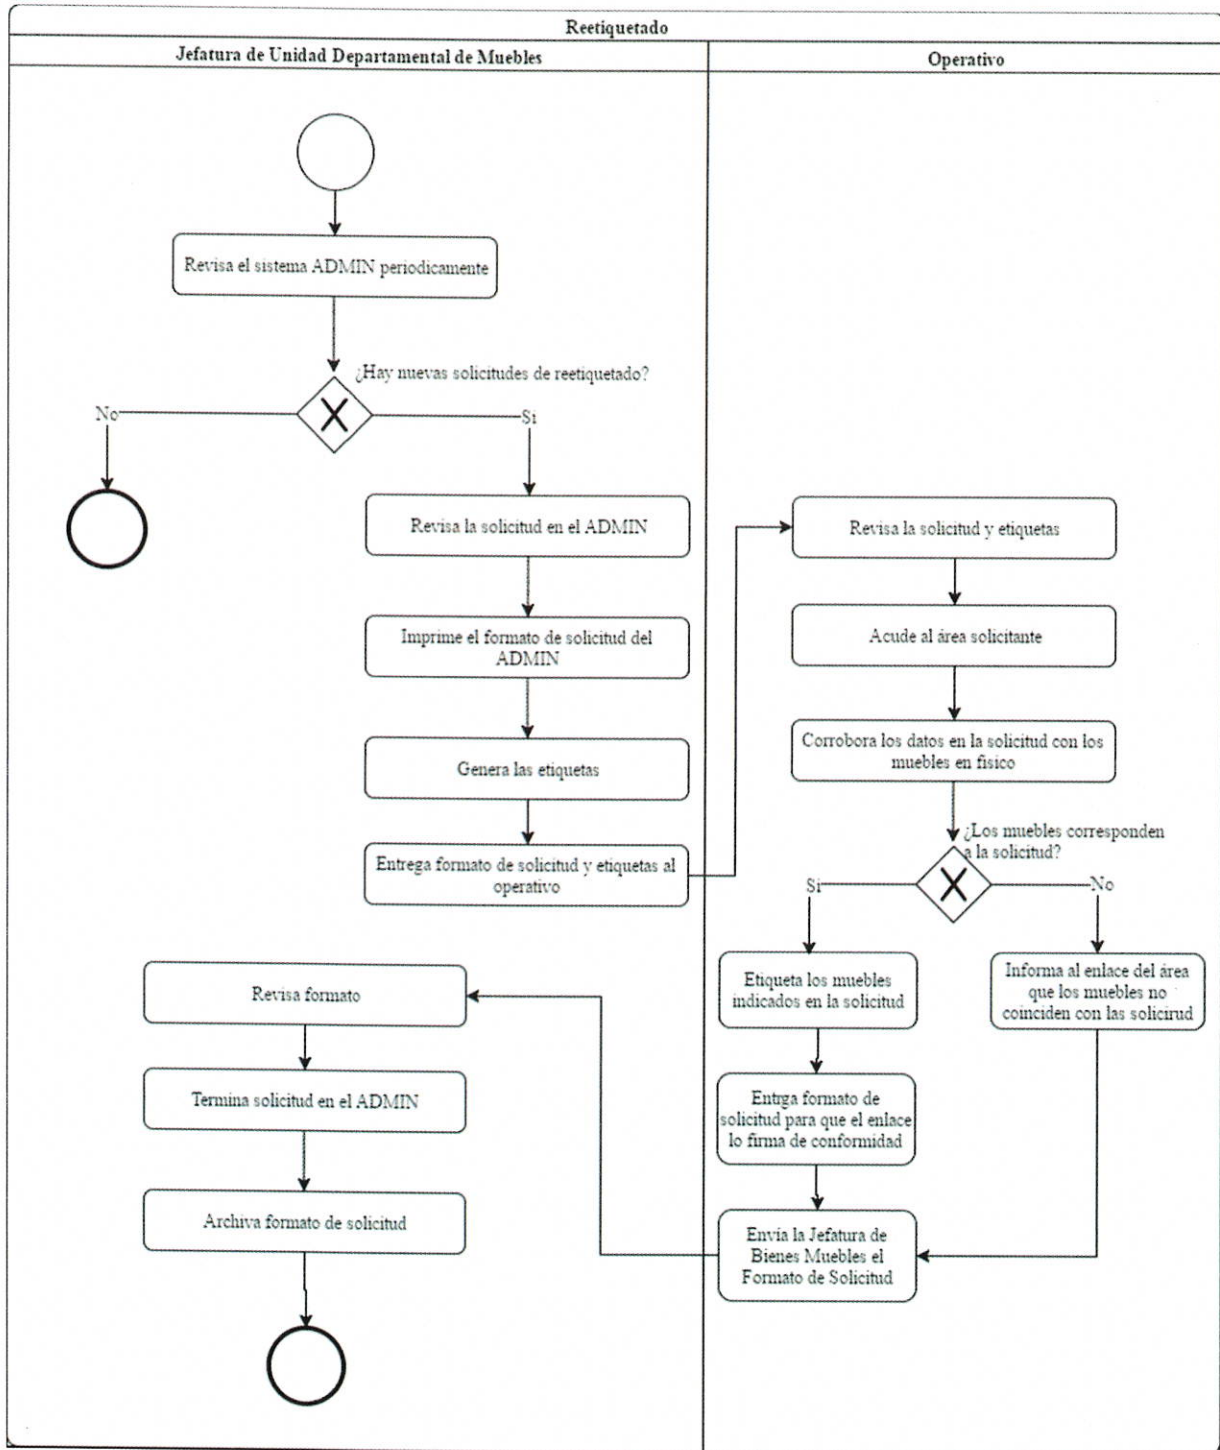 Reetiquetado
Jefatura de Unidad Departamental de Muebles
Operativo
Revisa el sistema ADMIN periodicamente
¿Hay nuevas solicitudes de reetiquetado?
No
Si
Revisa la solicitud en el ADMIN
Imprime el formato de solicitud del
ADMIN
Genera las etiquetas
Entrega formato de solicitud y etiquetas al
operativo
Revisa la solicitud y etiquetas
Acude al área solicitante
Corrobora los datos en la solicitud con los
muebles en fisico
¿Los muebles corresponden
a la solicitud?
Si
No
Etiqueta los muebles
indicados en la solicitud
Informa al enlace del área
que los muebles no
coinciden con las solicirud
Entrga formato de
solicitud para que el enlace
lo firma de conformidad
Envía la Jefatura de
Bienes Muebles el
Formato de Solicitud
Revisa formato
Termina solicitud en el ADMIN
Archiva formato de solicitud